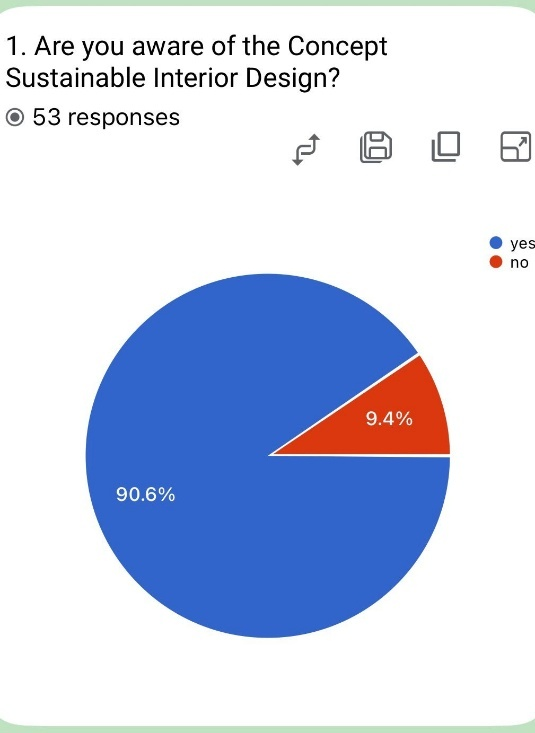 1. Are you aware of the Concept
Sustainable Interior Design?
53 responses
yes
no
9.4%
90.6%